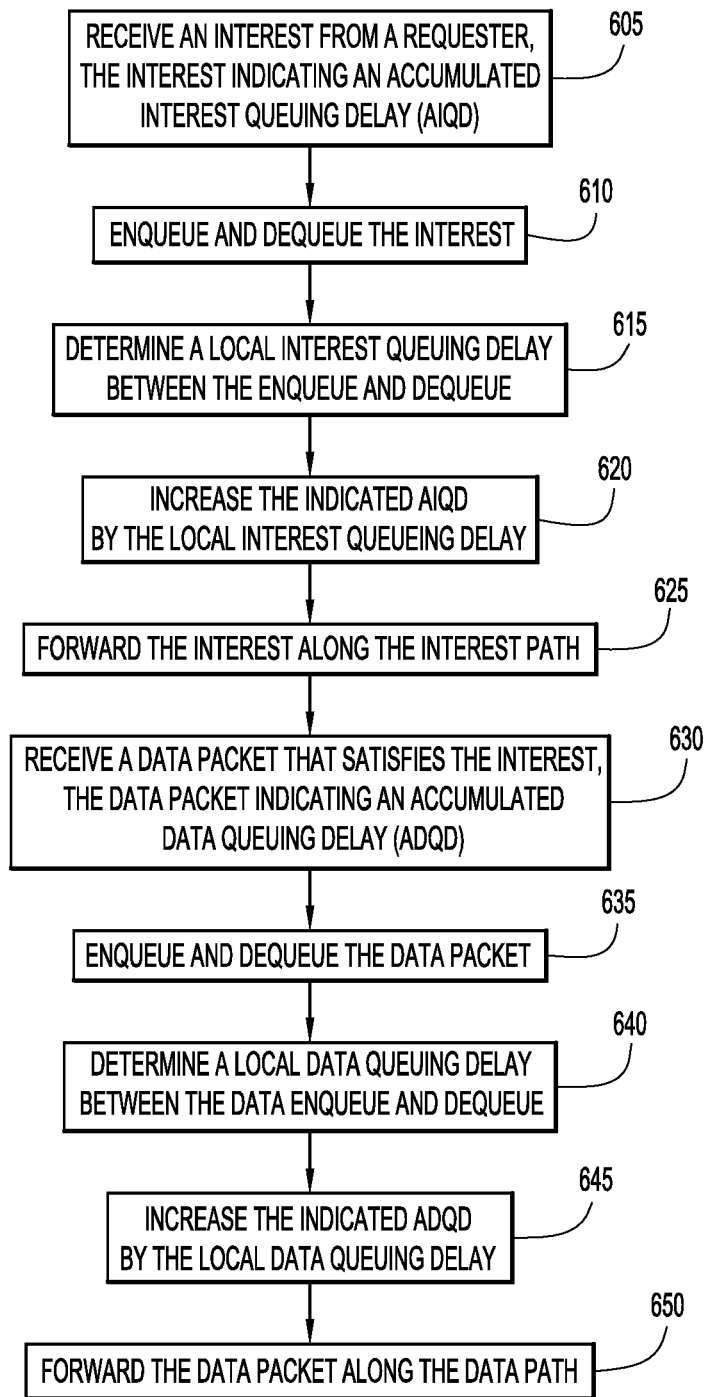 RECEIVE AN INTEREST FROM A REQUESTER,
THE INTEREST INDICATING AN ACCUMULATED
INTEREST QUEUING DELAY (AIQD)
605
ENQUEUE AND DEQUEUE THE INTEREST
610
DETERMINE A LOCAL INTEREST QUEUING DELAY
BETWEEN THE ENQUEUE AND DEQUEUE
615
INCREASE THE INDICATED AIQD
BY THE LOCAL INTEREST QUEUEING DELAY
620
FORWARD THE INTEREST ALONG THE INTEREST PATH
625
RECEIVE A DATA PACKET THAT SATISFIES THE INTEREST,
THE DATA PACKET INDICATING AN ACCUMULATED
DATA QUEUING DELAY (ADQD)
630
ENQUEUE AND DEQUEUE THE DATA PACKET
635
DETERMINE A LOCAL DATA QUEUING DELAY
BETWEEN THE DATA ENQUEUE AND DEQUEUE
640
INCREASE THE INDICATED ADQD
BY THE LOCAL DATA QUEUING DELAY
645
FORWARD THE DATA PACKET ALONG THE DATA PATH
650